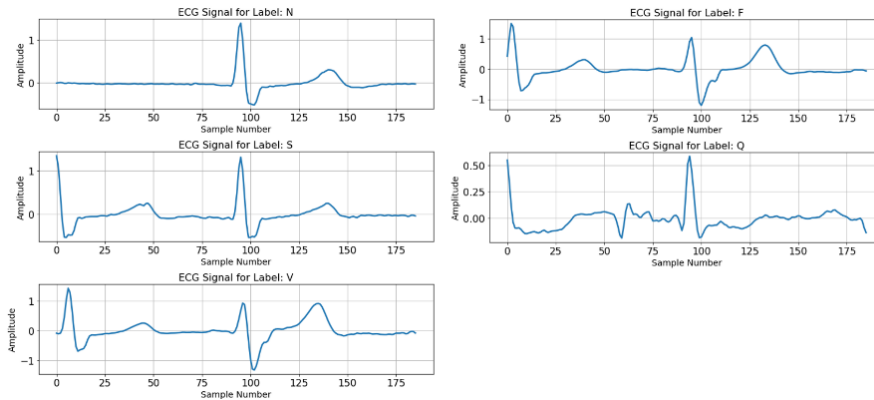 ECG Signal for Label: N
Amplitude
1
0
0 25 50 75 100 125 150 175
Sample Number
ECG Signal for Label: S
Amplitude
1
0
0 25 50 75 100 125 150 175
Sample Number
ECG Signal for Label: V
Amplitude
1
0
−1
0 25 50 75 100 125 150 175
Sample Number
ECG Signal for Label: F
Amplitude
1
0
−1
0 25 50 75 100 125 150 175
Sample Number
ECG Signal for Label: Q
Amplitude
0.50
0.25
0.00
0 25 50 75 100 125 150 175
Sample Number